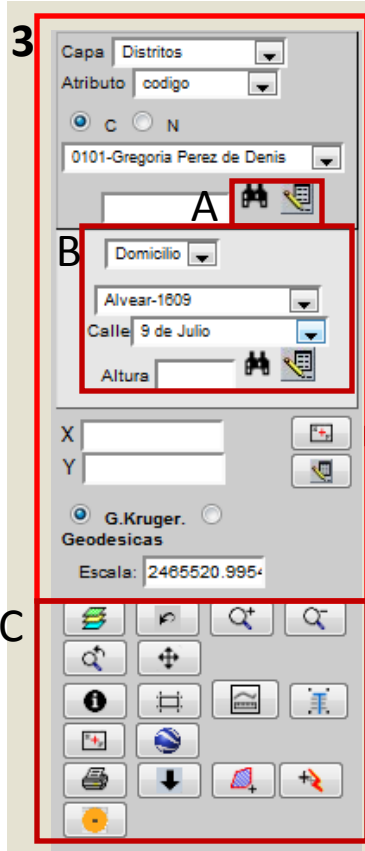 3
Capa Distritos
Atributo codigo
C N
0101-Gregoria Perez de Denis
A
B
Domicilio
Alvear-1609
Calle 9 de Julio
Altura
X
Y
G.Kruger.
Geodesicas
Escala: 2465520.9954
C